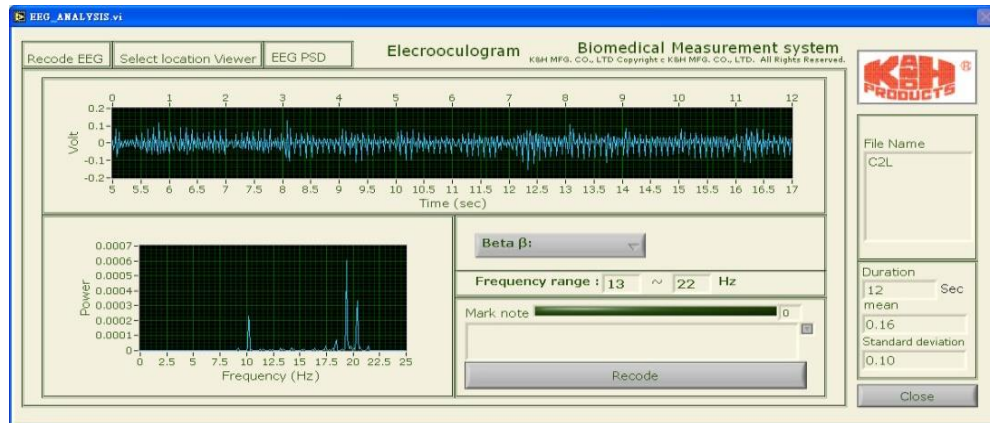 EEG_ANALYSIS.vi
Recode EEG Select location Viewer EEG PSD Elecrooculogram Biomedical Measurement system
K&H MFG. CO., LTD Copyright c K&H MFG. CO., LTD. All Rights Reserved.
K AND H ®
PRODUCTS
0 1 2 3 4 5 6 7 8 9 10 11 12
0.2
0.1
0
-0.1
-0.2
Volt
5 5.5 6 6.5 7 7.5 8 8.5 9 9.5 10 10.5 11 11.5 12 12.5 13 13.5 14 14.5 15 15.5 16 16.5 17
Time (sec)
File Name
C2L
0.0007
0.0006
0.0005
0.0004
0.0003
0.0002
0.0001
0
Power
0 2.5 5 7.5 10 12.5 15 17.5 20 22.5 25
Frequency (Hz)
Beta β:
Frequency range : 13 ~ 22 Hz
Mark note 0
Recode
Duration
12 Sec
mean
0.16
Standard deviation
0.10
Close